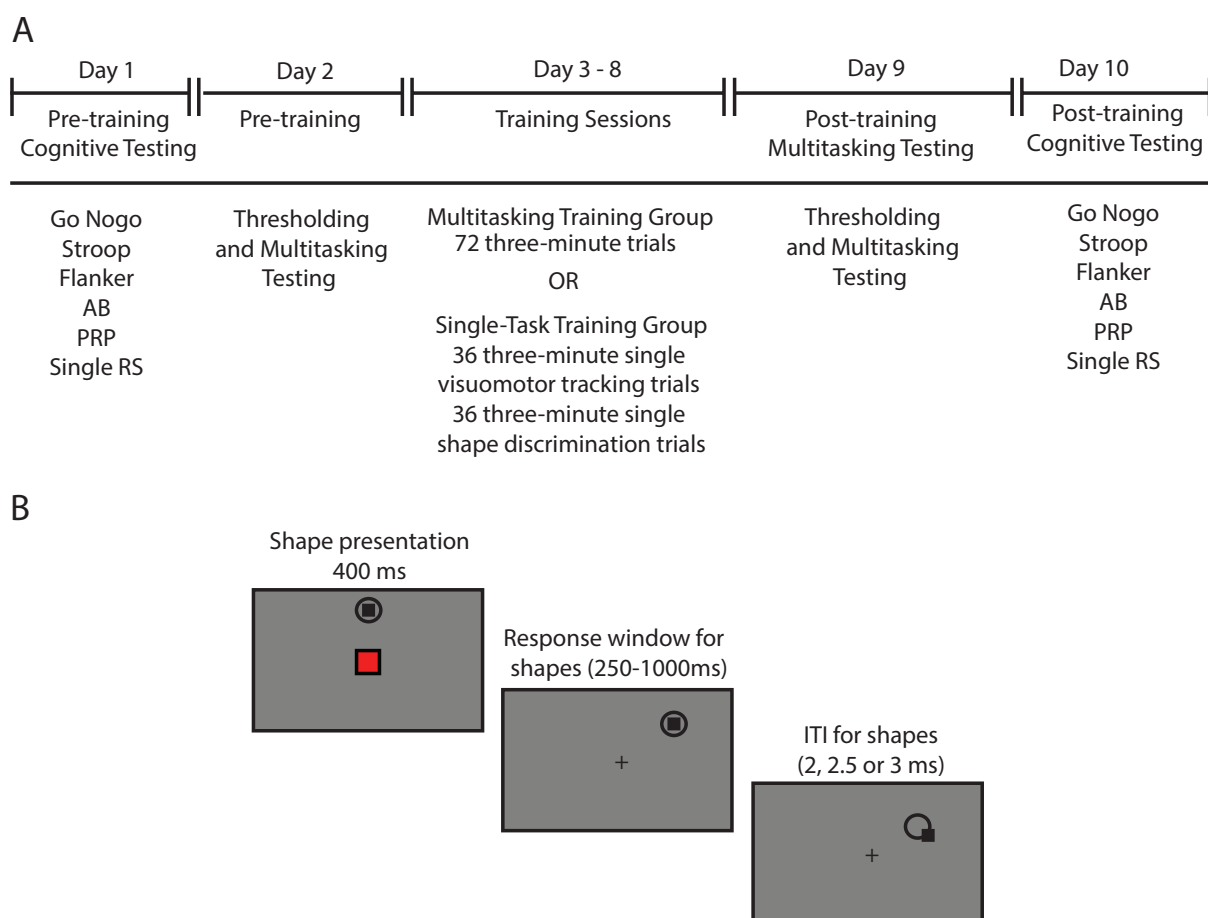 A
Day 1
Day 2
Day 3 - 8
Day 9
Day 10
Pre-training
Cognitive Testing
Pre-training
Training Sessions
Post-training
Multitasking Testing
Post-training
Cognitive Testing
Go Nogo
Stroop
Flanker
AB
PRP
Single RS
Thresholding
and Multitasking
Testing
Multitasking Training Group
72 three-minute trials
OR
Single-Task Training Group
36 three-minute single
visuomotor tracking trials
36 three-minute single
shape discrimination trials
Thresholding
and Multitasking
Testing
Go Nogo
Stroop
Flanker
AB
PRP
Single RS
B
Shape presentation
400 ms
Response window for
shapes (250-1000ms)
ITI for shapes
(2, 2.5 or 3 ms)